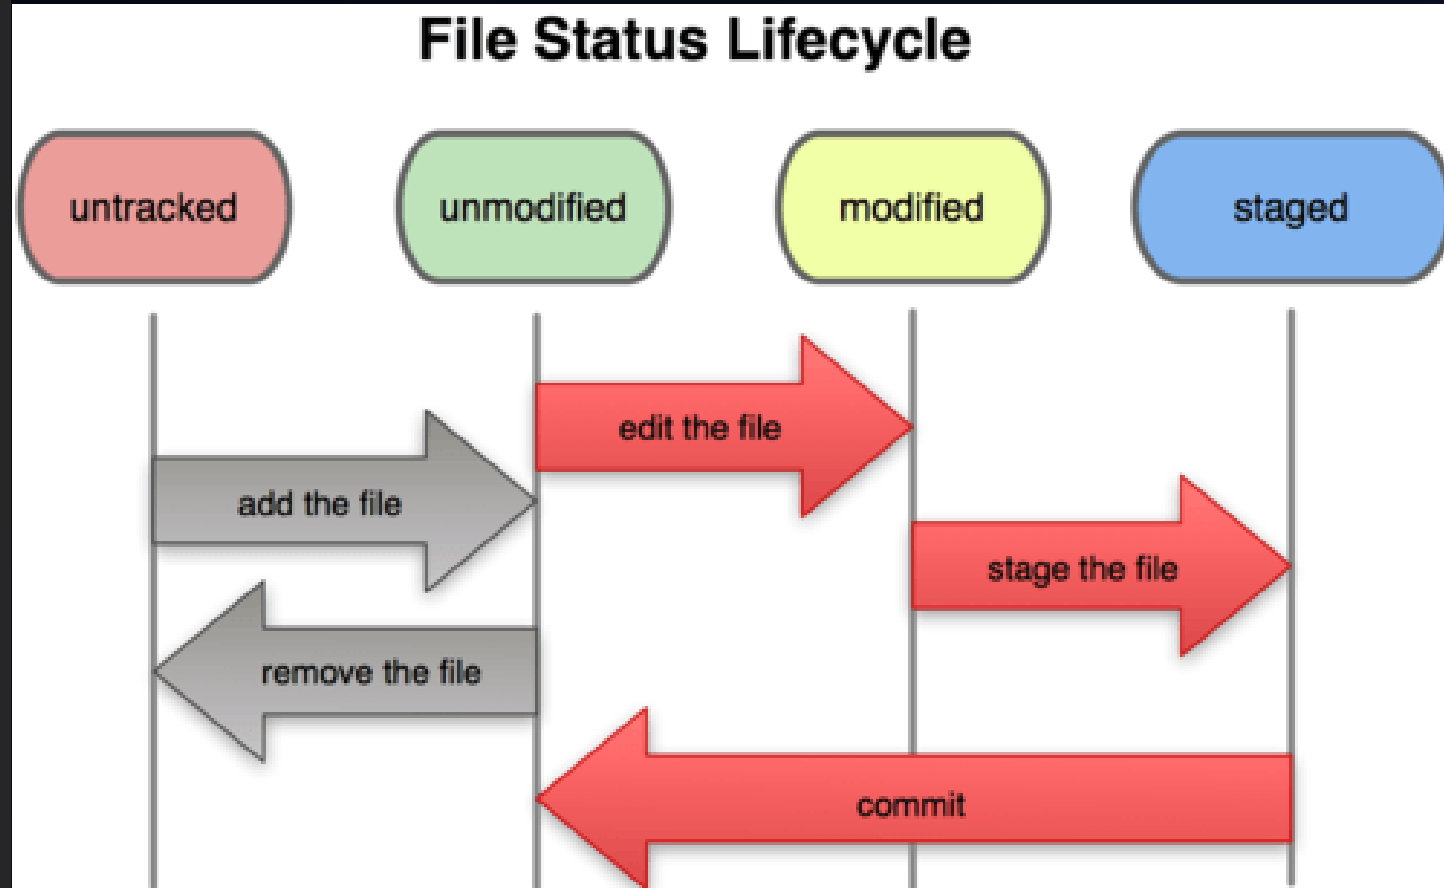 File Status Lifecycle
untracked
unmodified
modified
staged
edit the file
add the file
stage the file
remove the file
commit